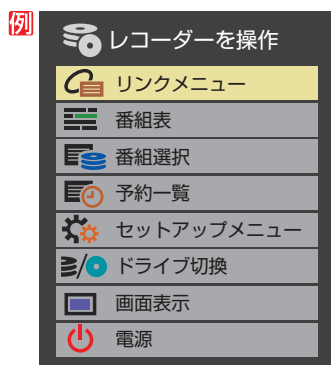 例
レコーダーを操作
リンクメニュー
番組表
番組選択
予約一覧
セットアップメニュー
ドライブ切換
画面表示
電源